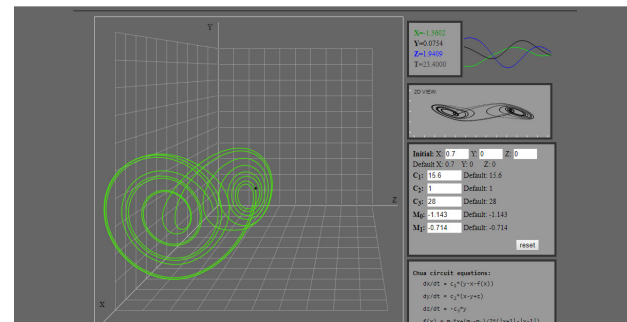 Y
Z
X
X=-1.5602
Y=0.0754
Z=1.9409
T=23.4000
2D VIEW:
Initial: X: 0.7 Y: 0 Z: 0
Default X: 0.7 Y: 0 Z: 0
C1: 15.6 Default: 15.6
C2: 1 Default: 1
C3: 28 Default: 28
M0: -1.143 Default: -1.143
M1: -0.714 Default: -0.714
reset
Chua circuit equations:
dx/dt = c1*(y-x-f(x))
dy/dt = c2*(x-y+z)
dz/dt = -c3*y